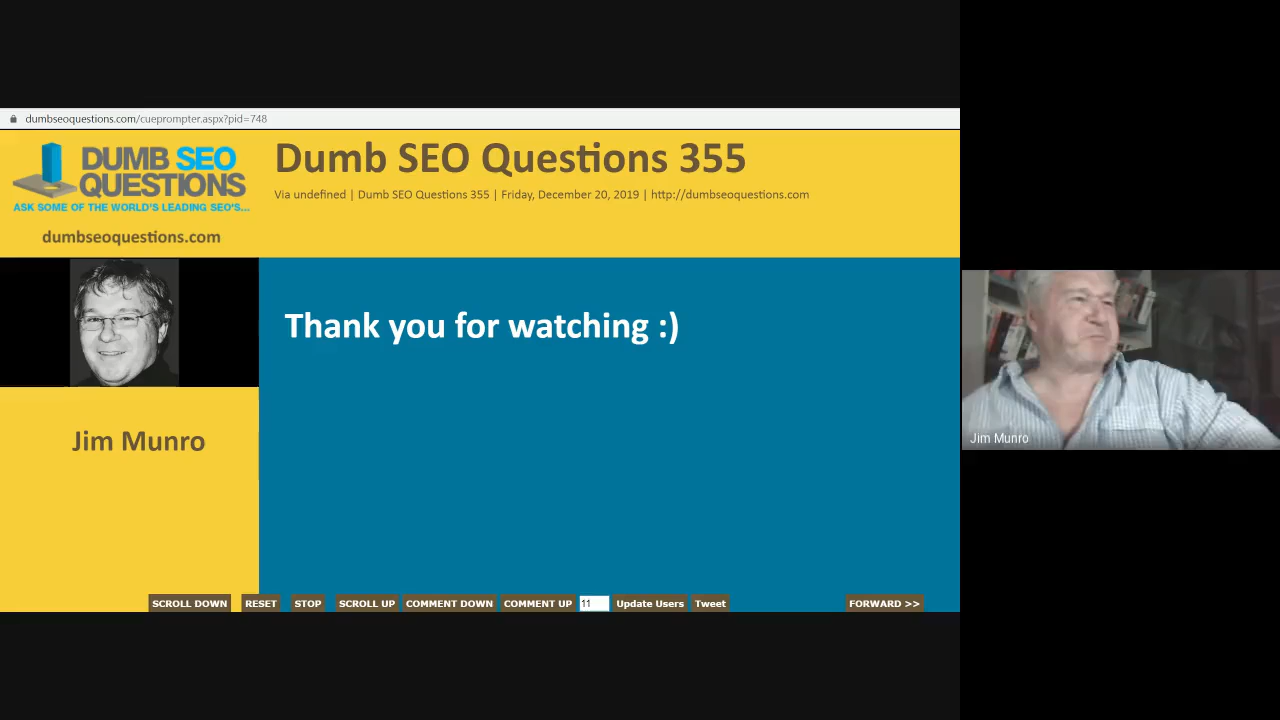 dumbseoquestions.com/cueprompter.aspx?pid=748
DUMB SEO
QUESTIONS
ASK SOME OF THE WORLD'S LEADING SEO'S...
dumbseoquestions.com
Dumb SEO Questions 355
Via undefined | Dumb SEO Questions 355 | Friday, December 20, 2019 | http://dumbseoquestions.com
Thank you for watching :)
Jim Munro
Jim Munro
SCROLL DOWN RESET STOP SCROLL UP COMMENT DOWN COMMENT UP 11 Update Users Tweet FORWARD >>